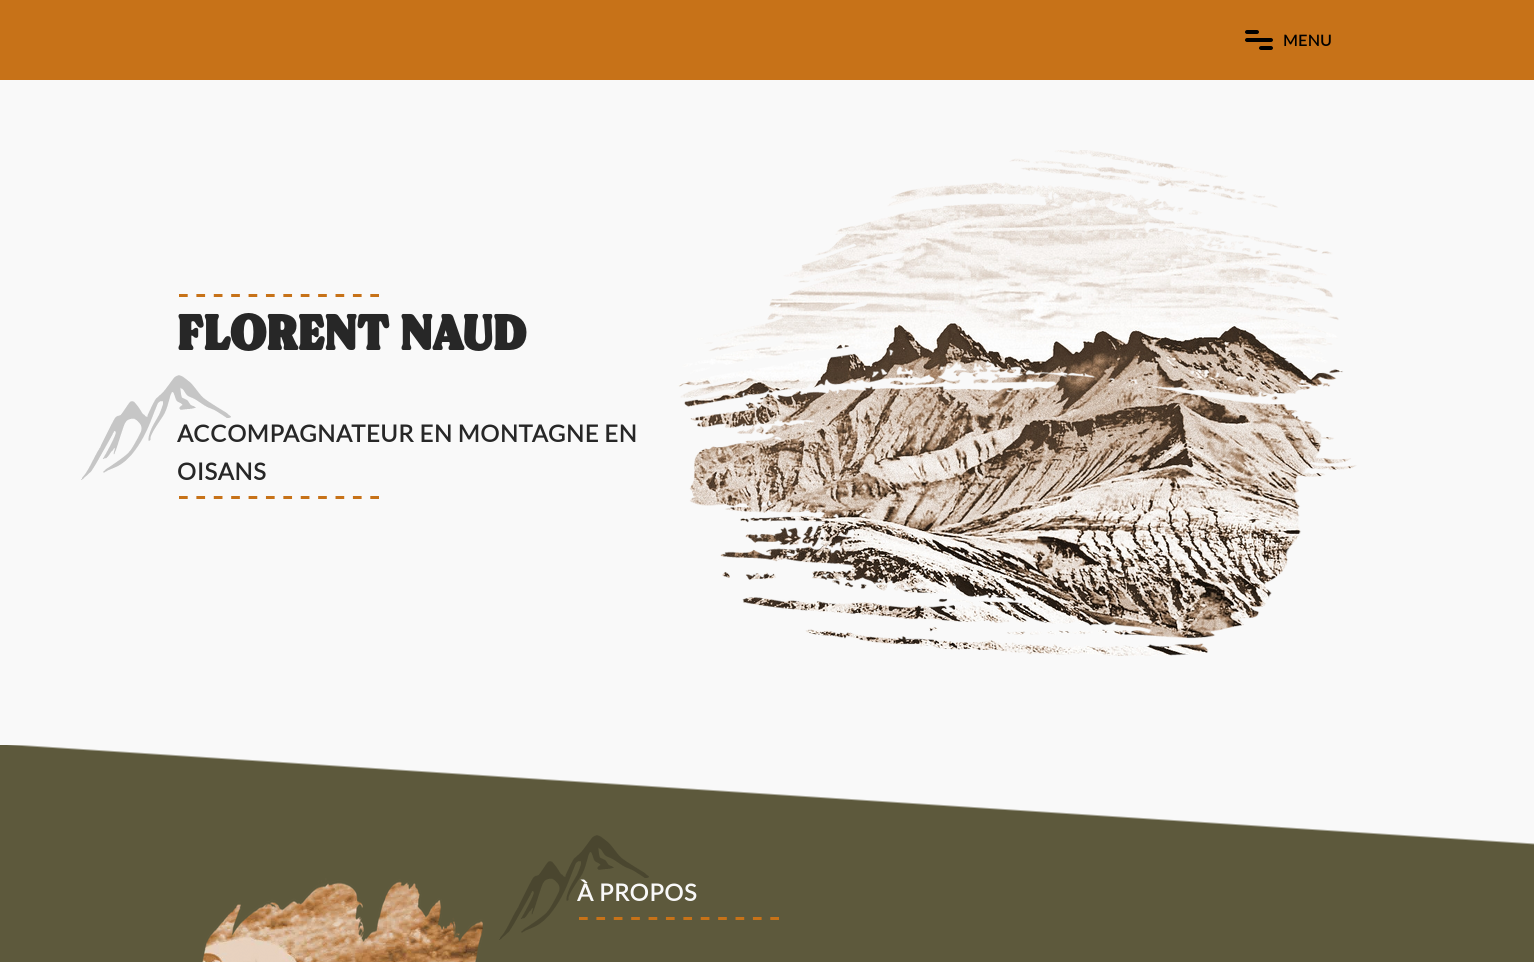 MENU
FLORENT NAUD
ACCOMPAGNATEUR EN MONTAGNE EN
OISANS
À PROPOS